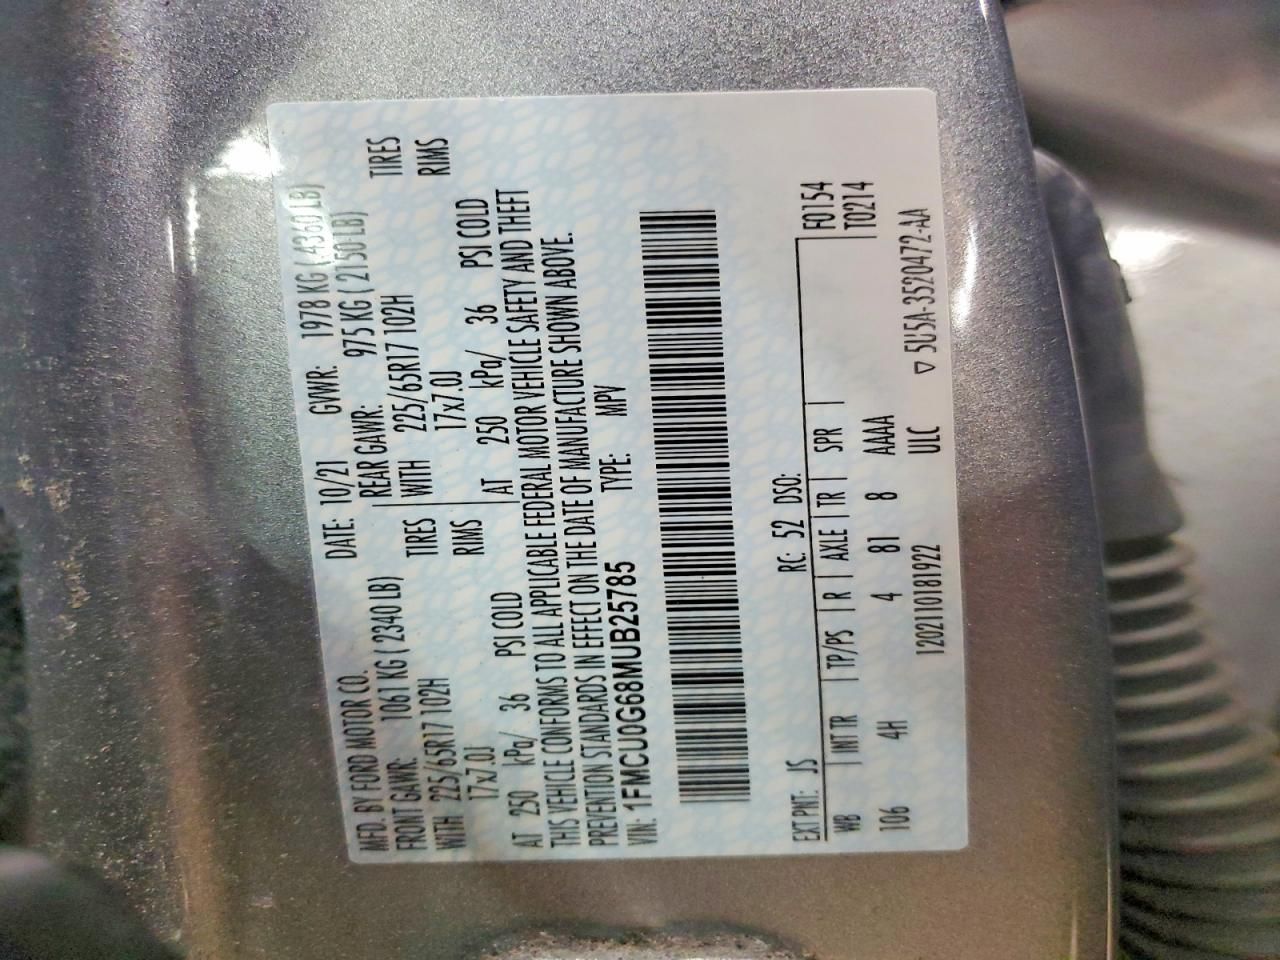 MFD. BY FORD MOTOR CO.
DATE: 10/21 GVWR: 1978 KG ( 4360 LB)
FRONT GAWR: 1061 KG ( 2340 LB) REAR GAWR: 975 KG ( 2150 LB)
WITH 225/65R17 102H TIRES WITH 225/65R17 102H TIRES
17x7.0J RIMS 17x7.0J RIMS
AT 250 kPa/ 36 PSI COLD AT 250 kPa/ 36 PSI COLD
THIS VEHICLE CONFORMS TO ALL APPLICABLE FEDERAL MOTOR VEHICLE SAFETY AND THEFT
PREVENTION STANDARDS IN EFFECT ON THE DATE OF MANUFACTURE SHOWN ABOVE.
VIN: 1FMCU0G68MUB25785 TYPE: MPV
EXT PNT: JS RC: 52 DSO: F0154
WB INT TR TP/PS R AXLE TR SPR T0214
106 4H 4 81 8 AAAA
1202110181922 ULC ▽ 5U5A-3520472-AA